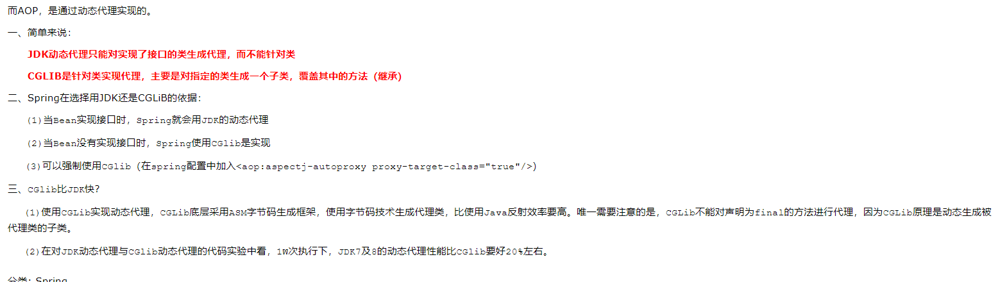 而AOP，是通过动态代理实现的。
一、简单来说：
JDK动态代理只能对实现了接口的类生成代理，而不能针对类
CGLIB是针对类实现代理，主要是对指定的类生成一个子类，覆盖其中的方法（继承）
二、Spring在选择用JDK还是CGLiB的依据：
(1)当Bean实现接口时，Spring就会用JDK的动态代理
(2)当Bean没有实现接口时，Spring使用CGlib是实现
(3)可以强制使用CGlib（在spring配置中加入<aop:aspectj-autoproxy proxy-target-class="true"/>）
三、CGlib比JDK快？
(1)使用CGLib实现动态代理，CGLib底层采用ASM字节码生成框架，使用字节码技术生成代理类，比使用Java反射效率要高。唯一需要注意的是，CGLib不能对声明为final的方法进行代理，因为CGLib原理是动态生成被
代理类的子类。
(2)在对JDK动态代理与CGlib动态代理的代码实验中看，1W次执行下，JDK7及8的动态代理性能比CGlib要好20%左右。
分类：Spring